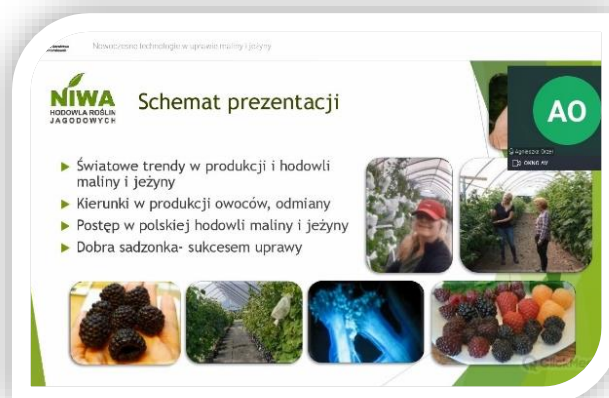 Nowoczesne technologie w uprawie maliny i jeżyny
NIWA
HODOWLA ROŚLIN
JAGODOWYCH
Schemat prezentacji
AO
Światowe trendy w produkcji i hodowli
maliny i jeżyny
Kierunki w produkcji owoców, odmiany
Postęp w polskiej hodowli maliny i jeżyny
Dobra sadzonka- sukcesem uprawy